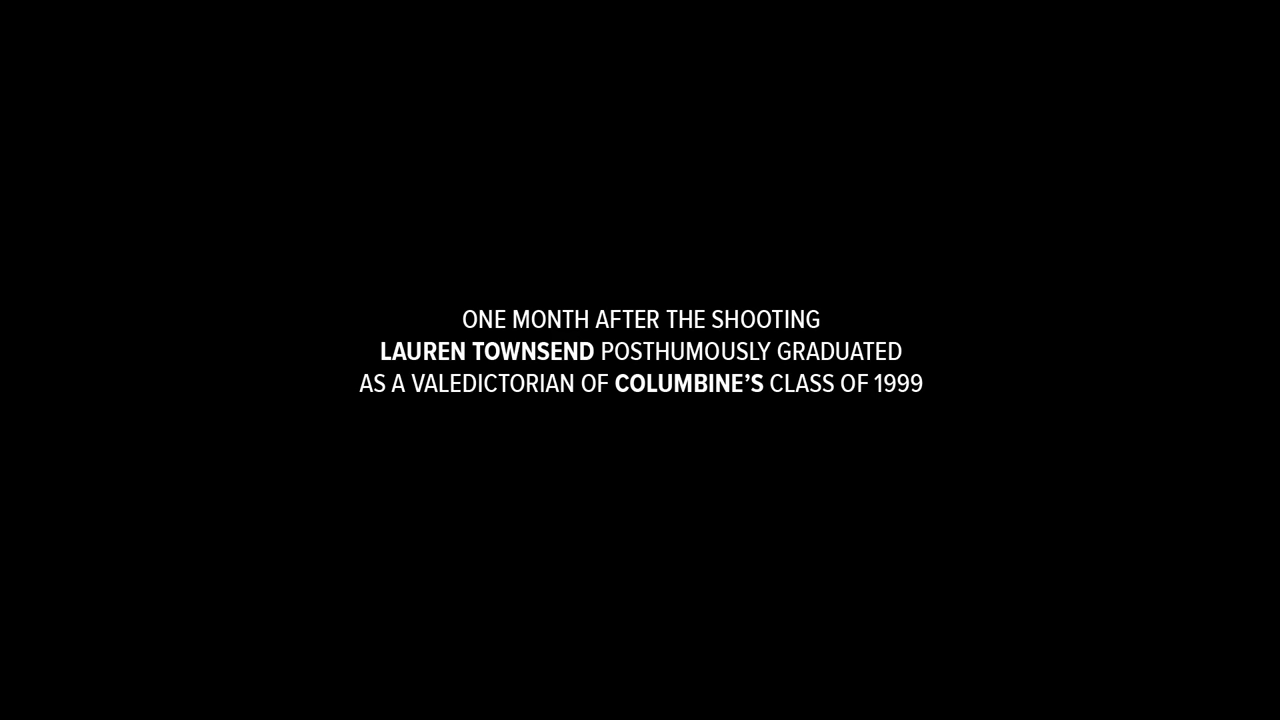 ONE MONTH AFTER THE SHOOTING
LAUREN TOWNSEND POSTHUMOUSLY GRADUATED
AS A VALEDICTORIAN OF COLUMBINE’S CLASS OF 1999